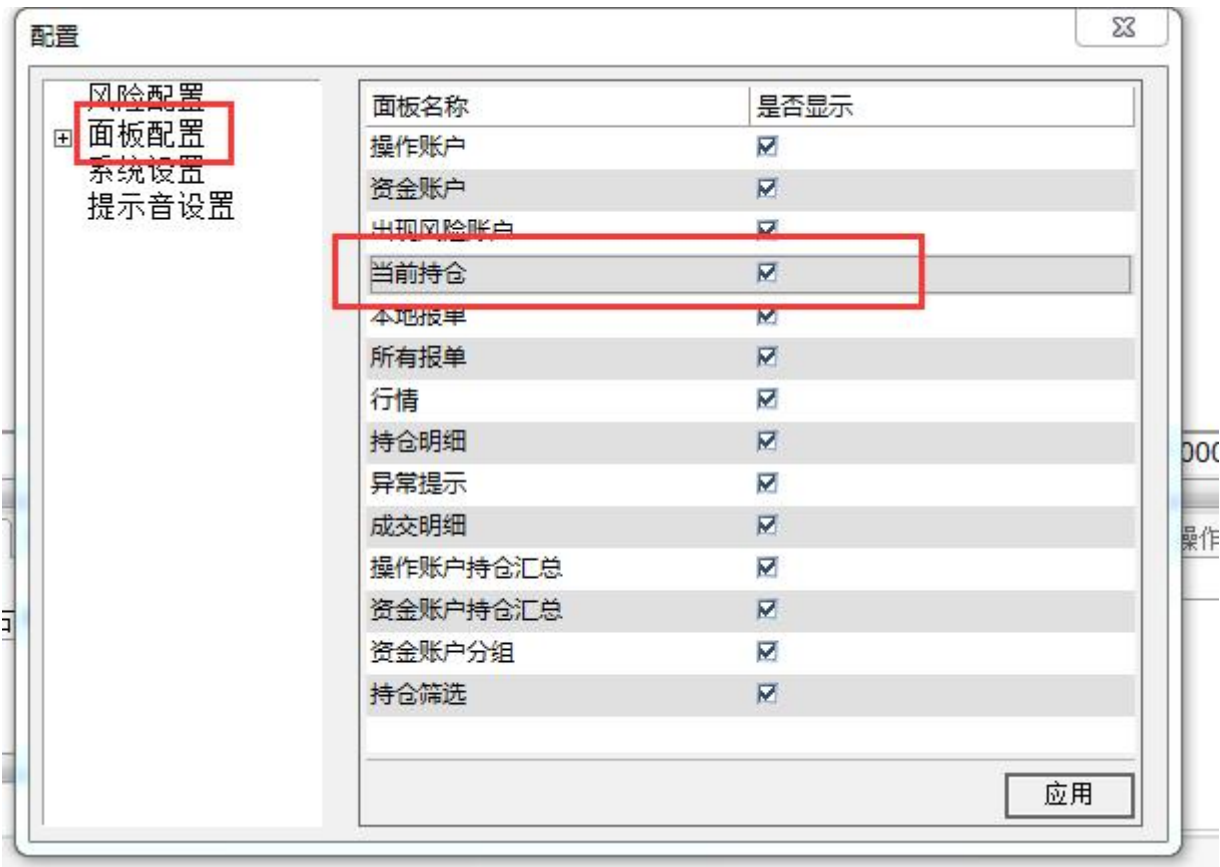 配置
风险配置
面板配置
系统设置
提示音设置
面板名称 是否显示
操作账户
资金账户
出现风险账户
当前持仓
本地报单
所有报单
行情
持仓明细
异常提示
成交明细
操作账户持仓汇总
资金账户持仓汇总
资金账户分组
持仓筛选
应用
000
操作